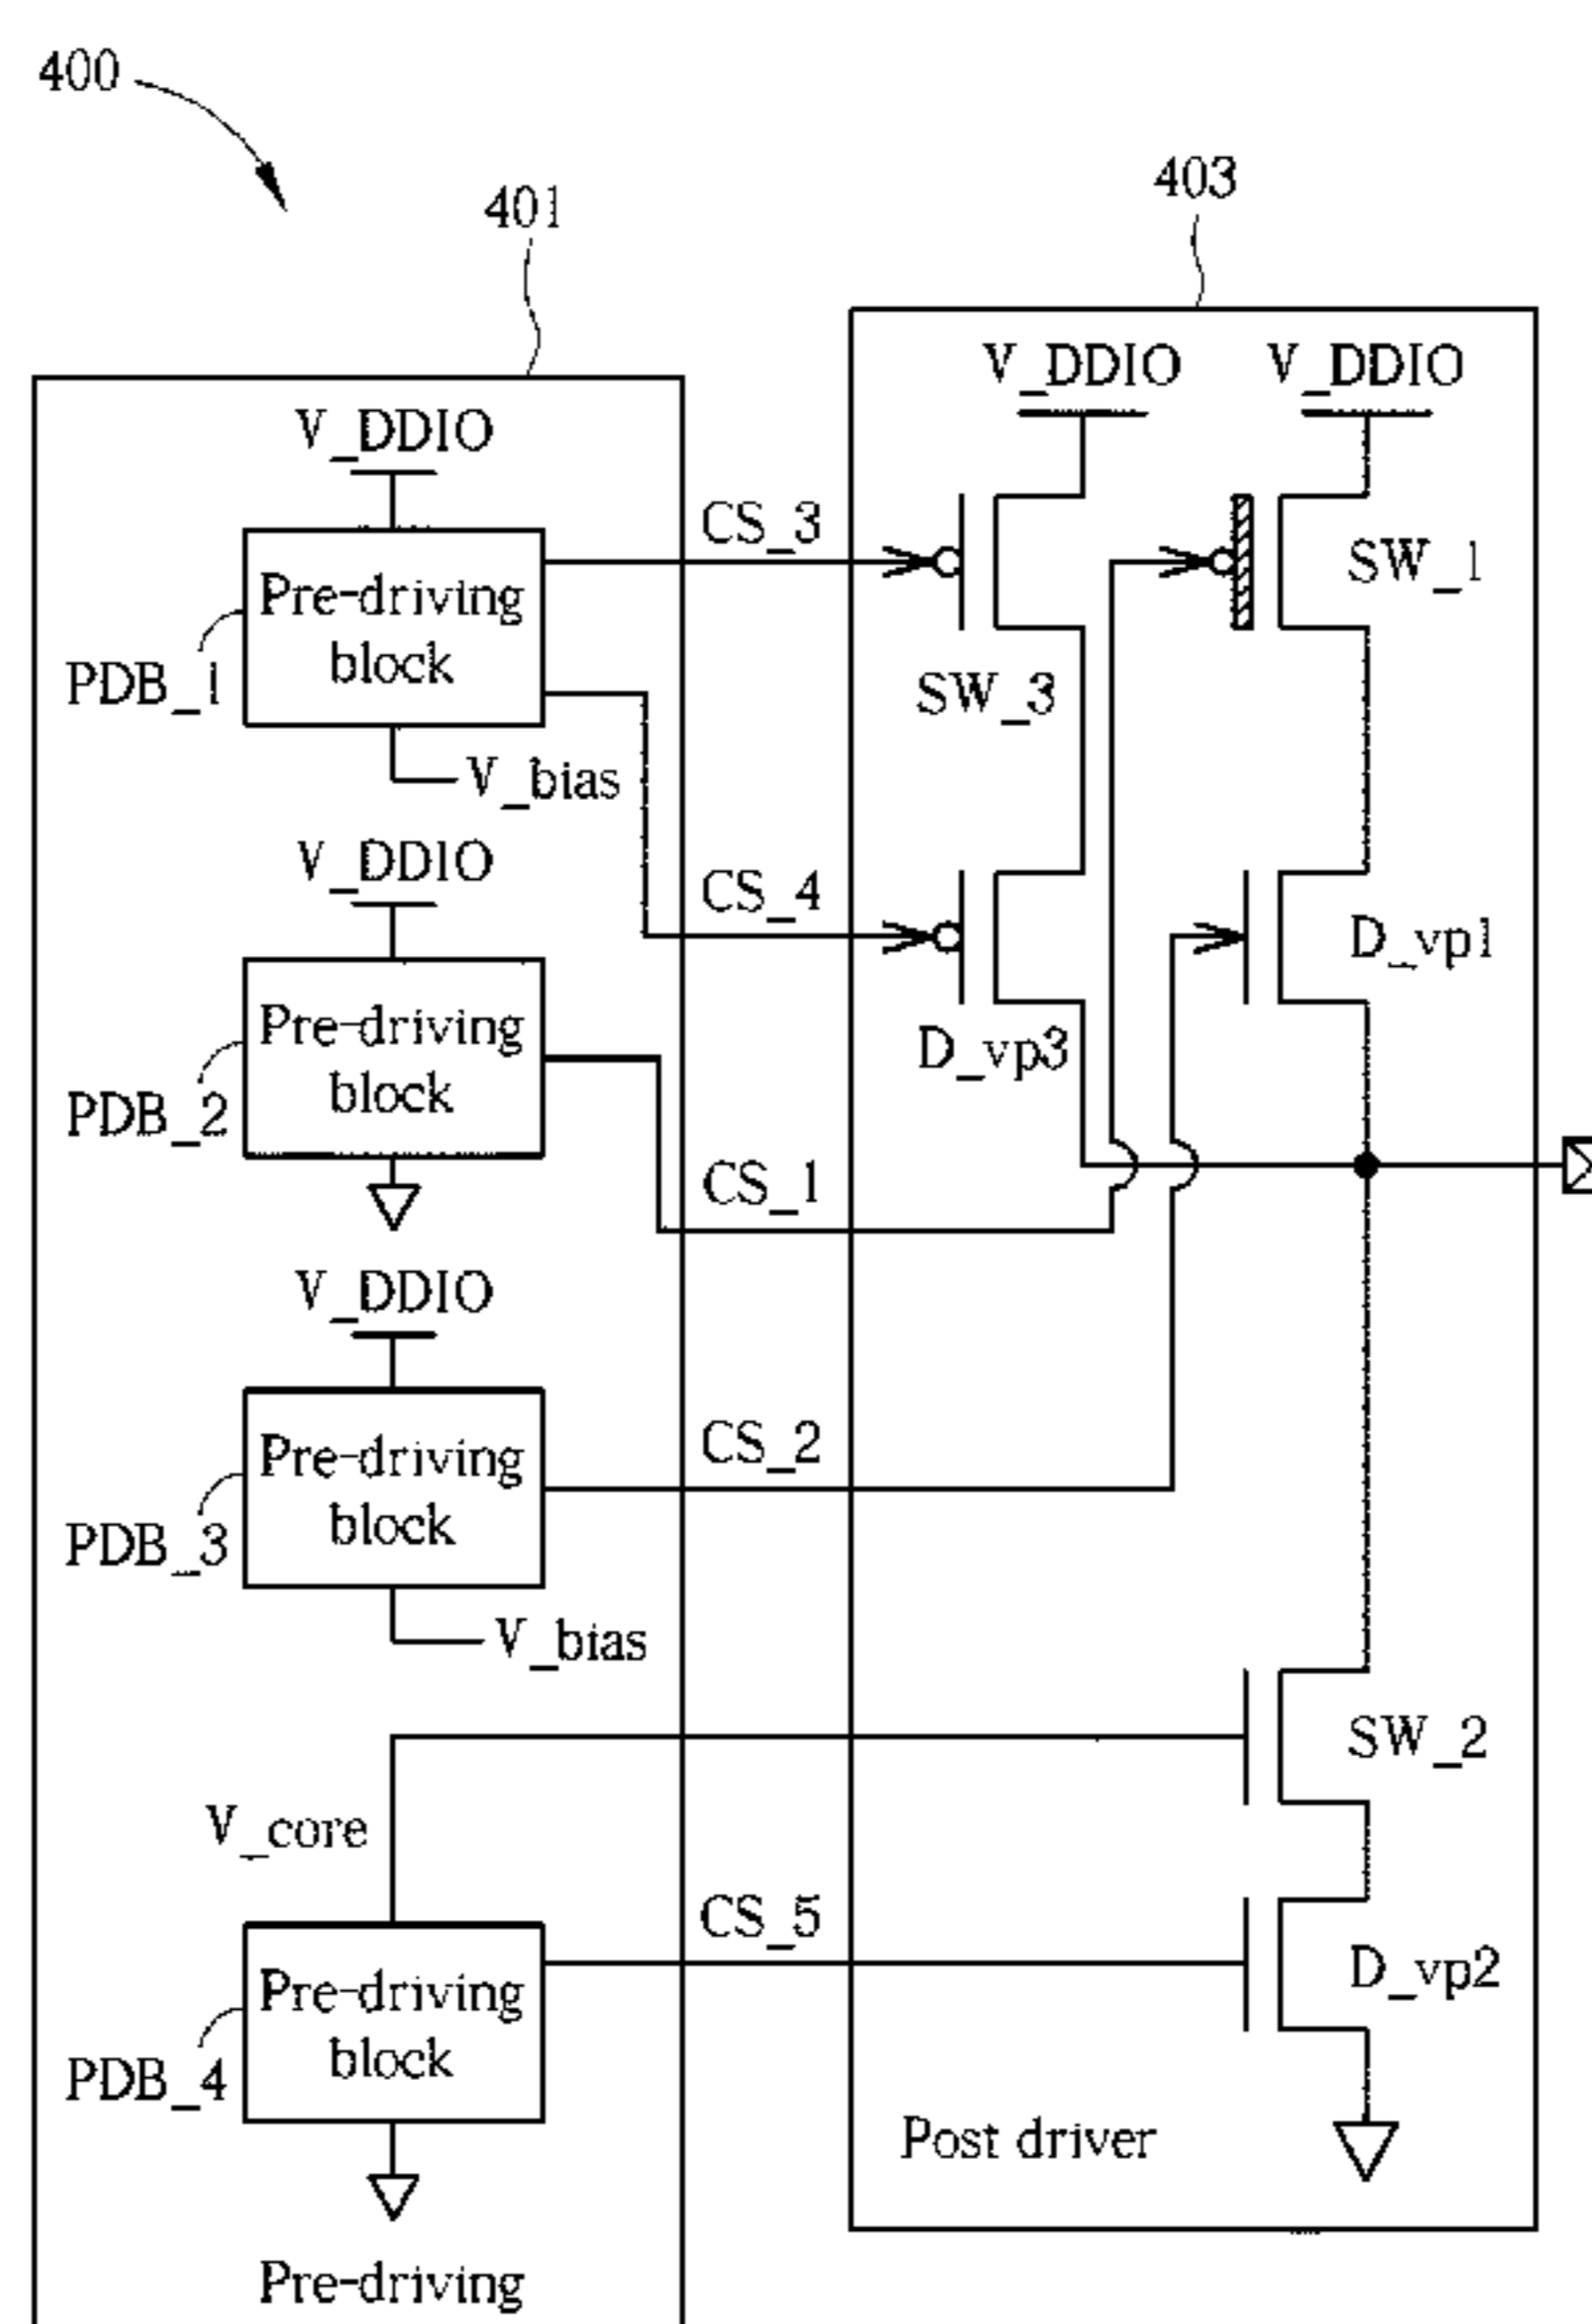 400
401
403
V_DDIO
Pre-driving
block
PDB_1
V_bias
V_DDIO
Pre-driving
block
PDB_2
V_DDIO
Pre-driving
block
PDB_3
V_bias
V_core
Pre-driving
block
PDB_4
Pre-driving
CS_3
CS_4
CS_1
CS_2
CS_5
V_DDIO
V_DDIO
SW_1
SW_3
D_vp1
D_vp3
SW_2
D_vp2
Post driver